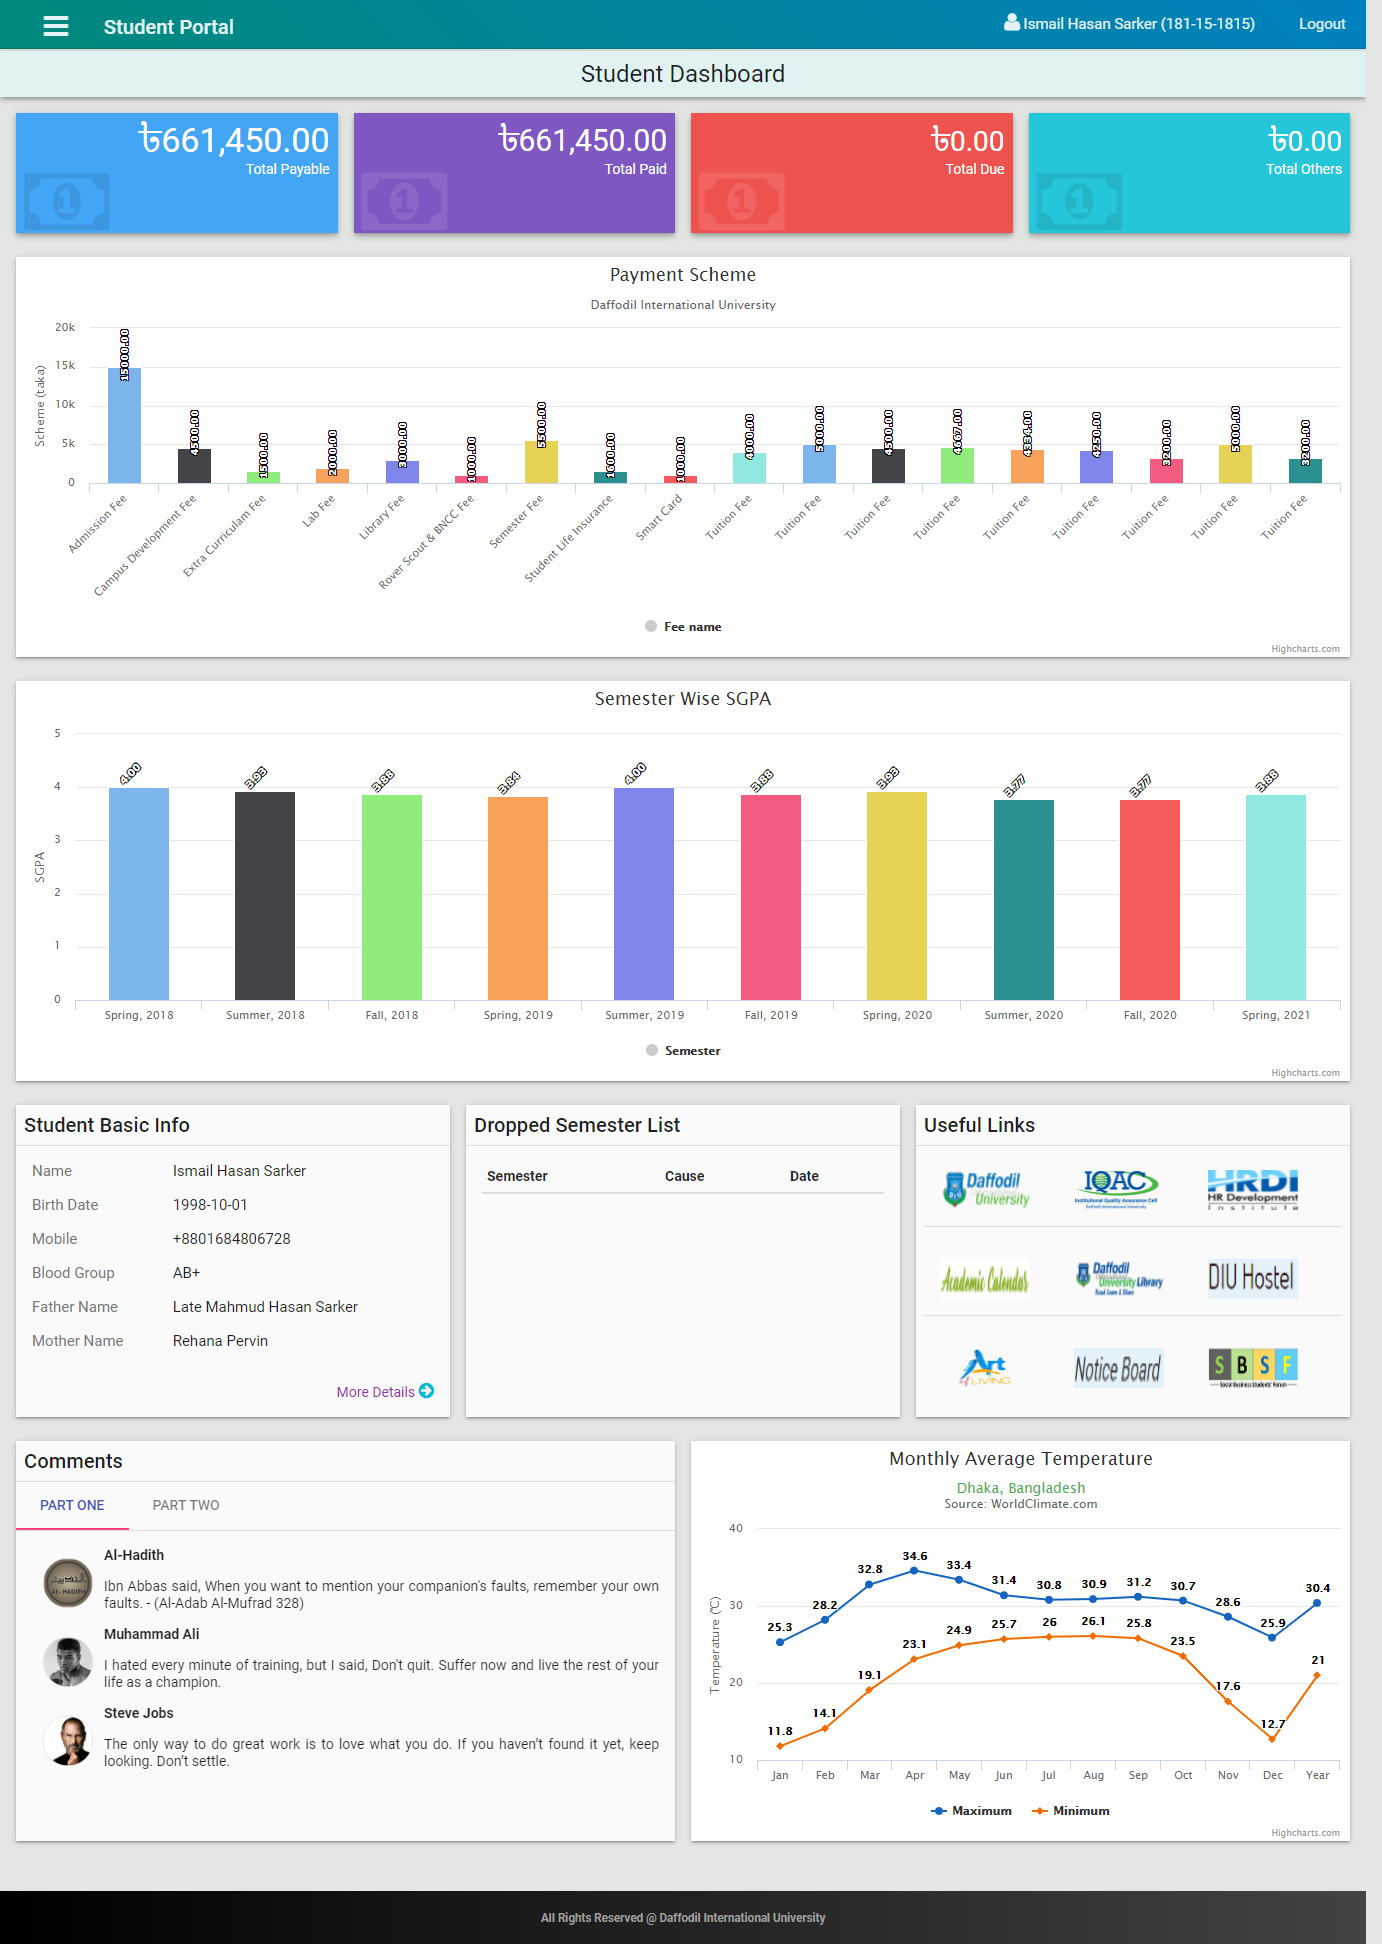 Student Portal
Ismail Hasan Sarker (181-15-1815)
Logout
Student Dashboard
৳661,450.00
Total Payable
৳661,450.00
Total Paid
৳0.00
Total Due
৳0.00
Total Others
Payment Scheme
Daffodil International University
Scheme (taka)
20k
15k
10k
5k
0
15000.00
4500.00
1500.00
2000.00
3000.00
1000.00
5500.00
1600.00
1000.00
4000.00
5000.00
4500.00
4667.00
4334.00
4250.00
3200.00
5000.00
3200.00
Admission Fee
Campus Development Fee
Extra Curriculam Fee
Lab Fee
Library Fee
Rover Scout & BNCC Fee
Semester Fee
Student Life Insurance
Smart Card
Tuition Fee
Tuition Fee
Tuition Fee
Tuition Fee
Tuition Fee
Tuition Fee
Tuition Fee
Tuition Fee
Tuition Fee
Fee name
Highcharts.com
Semester Wise SGPA
SGPA
5
4
3
2
1
0
4.00
3.93
3.88
3.84
4.00
3.88
3.93
3.77
3.77
3.88
Spring, 2018
Summer, 2018
Fall, 2018
Spring, 2019
Summer, 2019
Fall, 2019
Spring, 2020
Summer, 2020
Fall, 2020
Spring, 2021
Semester
Highcharts.com
Student Basic Info
Name Ismail Hasan Sarker
Birth Date 1998-10-01
Mobile +8801684806728
Blood Group AB+
Father Name Late Mahmud Hasan Sarker
Mother Name Rehana Pervin
More Details
Dropped Semester List
Semester Cause Date
Useful Links
Daffodil
University
IQAC
Institutional Quality Assurance Cell
Daffodil International University
HRDI
HR Development
Institute
Academic Calendar
Daffodil
University Library
Read Learn & Share
DIU Hostel
Art
4 LIVING
Notice Board
SBSF
Social Business Students' Forum
Comments
PART ONE
PART TWO
AL-HADITH
Al-Hadith
Ibn Abbas said, When you want to mention your companion's faults, remember your own
faults. - (Al-Adab Al-Mufrad 328)
Muhammad Ali
I hated every minute of training, but I said, Don't quit. Suffer now and live the rest of your
life as a champion.
Steve Jobs
The only way to do great work is to love what you do. If you haven’t found it yet, keep
looking. Don’t settle.
Monthly Average Temperature
Dhaka, Bangladesh
Source: WorldClimate.com
Temperature (°C)
40
30
20
10
25.3
28.2
32.8
34.6
33.4
31.4
30.8
30.9
31.2
30.7
28.6
25.9
30.4
11.8
14.1
19.1
23.1
24.9
25.7
26
26.1
25.8
23.5
17.6
12.7
21
Jan
Feb
Mar
Apr
May
Jun
Jul
Aug
Sep
Oct
Nov
Dec
Year
Maximum
Minimum
Highcharts.com
All Rights Reserved @ Daffodil International University